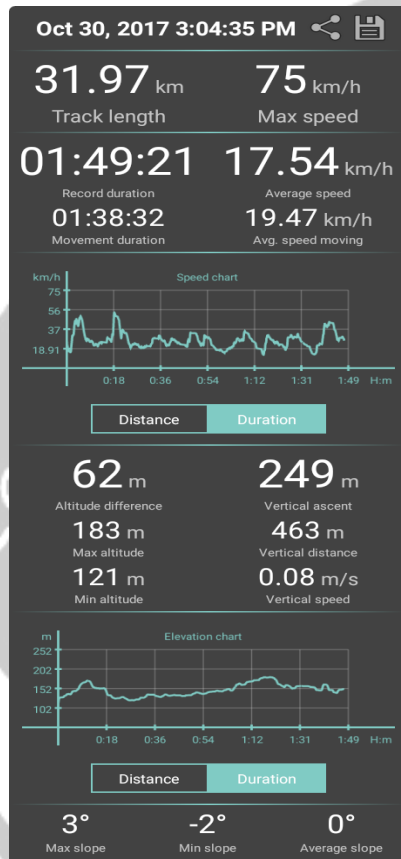 Oct 30, 2017 3:04:35 PM
31.97 km 75 km/h
Track length Max speed
01:49:21 17.54 km/h
Record duration Average speed
01:38:32 19.47 km/h
Movement duration Avg. speed moving
km/h Speed chart
75
56
37
18.91
0:18 0:36 0:54 1:12 1:31 1:49 H:m
Distance Duration
62 m 249 m
Altitude difference Vertical ascent
183 m 463 m
Max altitude Vertical distance
121 m 0.08 m/s
Min altitude Vertical speed
m Elevation chart
252
202
152
102
0:18 0:36 0:54 1:12 1:31 1:49 H:m
Distance Duration
3° -2° 0°
Max slope Min slope Average slope